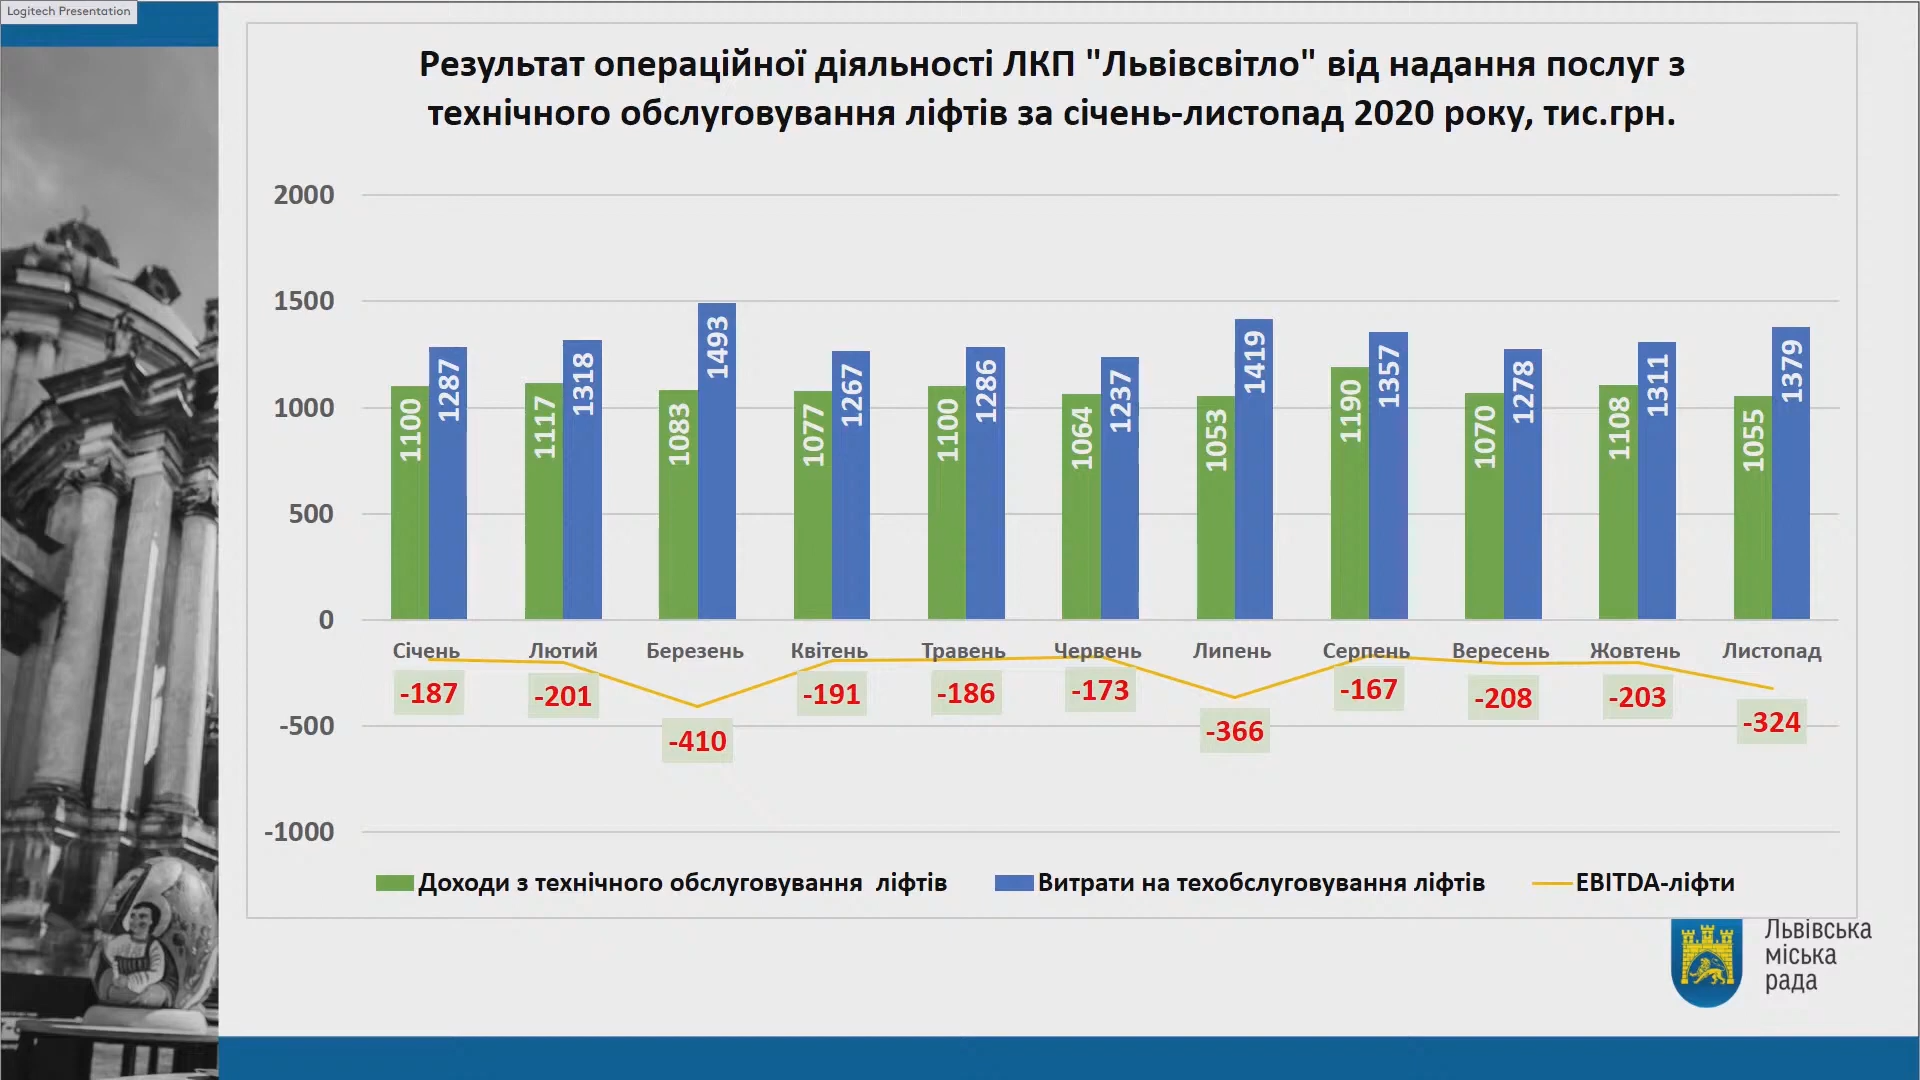 Logitech Presentation
Результат операційної діяльності ЛКП "Львівсвітло" від надання послуг з
технічного обслуговування ліфтів за січень-листопад 2020 року, тис.грн.
2000
1500
1000
500
0
-500
-1000
1100 1287 1117 1318 1083 1493 1077 1267 1100 1286 1064 1237 1053 1419 1190 1357 1070 1278 1108 1311 1055 1379
Січень Лютий Березень Квітень Травень Червень Липень Серпень Вересень Жовтень Листопад
-187 -201 -410 -191 -186 -173 -366 -167 -208 -203 -324
Доходи з технічного обслуговування ліфтів Витрати на техобслуговування ліфтів EBITDA-ліфти
Львівська
міська
рада